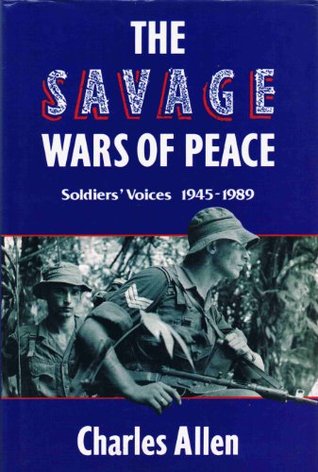 THE
SAVAGE
WARS OF PEACE
Soldiers' Voices 1945-1989
Charles Allen